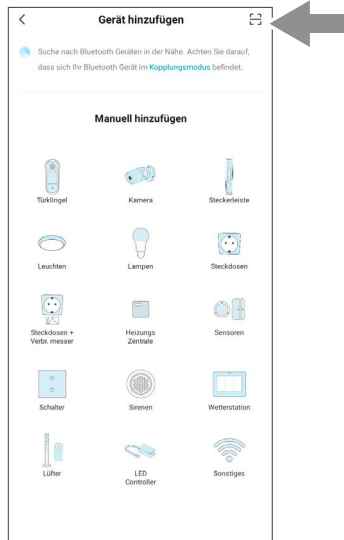 Gerät hinzufügen
Suche nach Bluetooth Geräten in der Nähe. Achten Sie darauf,
dass sich Ihr Bluetooth Gerät im Kopplungsmodus befindet.
Manuell hinzufügen
Türklingel
Kamera
Steckerleiste
Leuchten
Lampen
Steckdosen
Steckdosen +
Verbr. messer
Heizungs
Zentrale
Sensoren
Schalter
Sirenen
Wetterstation
Lüfter
LED
Controller
Sonstiges